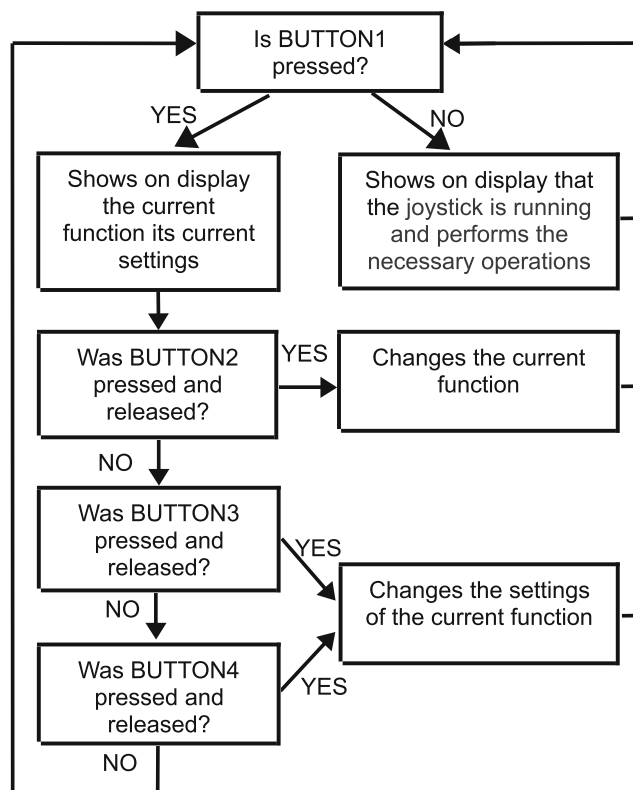 Is BUTTON1
pressed?
YES
NO
Shows on display
the current
function its current
settings
Shows on display that
the joystick is running
and performs the
necessary operations
Was BUTTON2
pressed and
released?
YES
Changes the current
function
NO
Was BUTTON3
pressed and
released?
YES
Changes the settings
of the current function
NO
Was BUTTON4
pressed and
released?
YES
NO